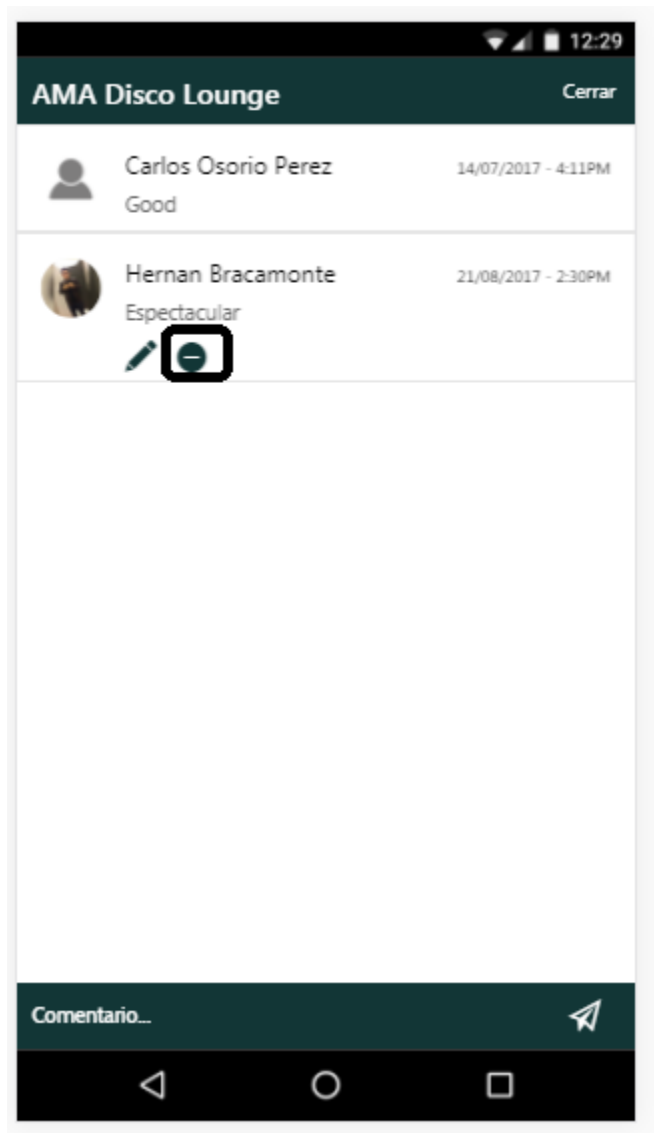 12:29
AMA Disco Lounge Cerrar
Carlos Osorio Perez 14/07/2017 - 4:11PM
Good
Hernan Bracamonte 21/08/2017 - 2:30PM
Espectacular
Comentario...